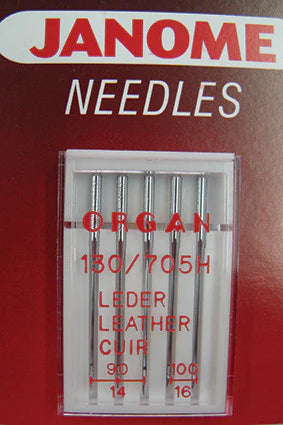 JANOME
NEEDLES
ORGAN
130/705H
LEDER
LEATHER
CUIR
90 100
14 16